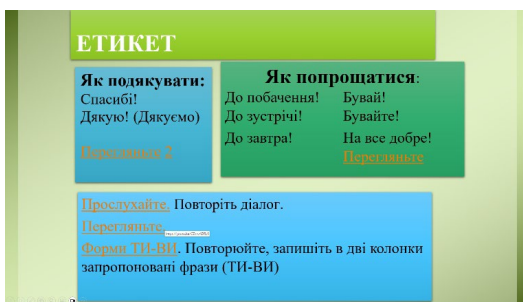 ЕТИКЕТ
Як подякувати:
Спасибі!
Дякую! (Дякуємо)
Перегляньте 2
Як попрощатися:
До побачення! Бувай!
До зустрічі! Бувайте!
До завтра! На все добре!
Перегляньте
Прослухайте. Повторіть діалог.
Перегляньте.
Форми ТИ-ВИ. Повторюйте, запишіть в дві колонки
запропоновані фрази (ТИ-ВИ)